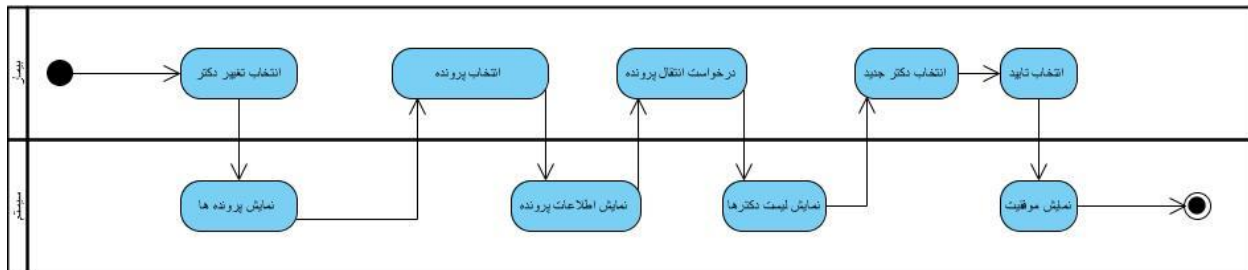 بیمار
انتخاب تغییر دکتر
انتخاب پرونده
درخواست انتقال پرونده
انتخاب دکتر جدید
انتخاب تایید
سیستم
نمایش پرونده ها
نمایش اطلاعات پرونده
نمایش لیست دکترها
نمایش موفقیت